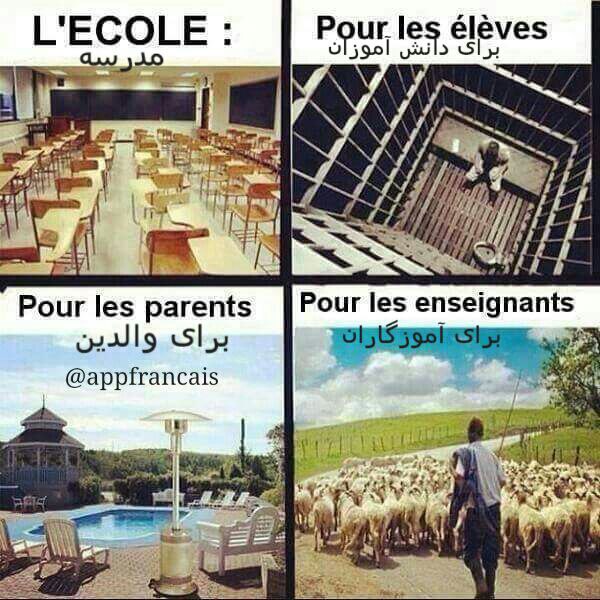 L'ECOLE :
مدرسه
Pour les élèves
برای دانش آموزان
Pour les parents
برای والدین
@appfrancais
Pour les enseignants
برای آموزگاران